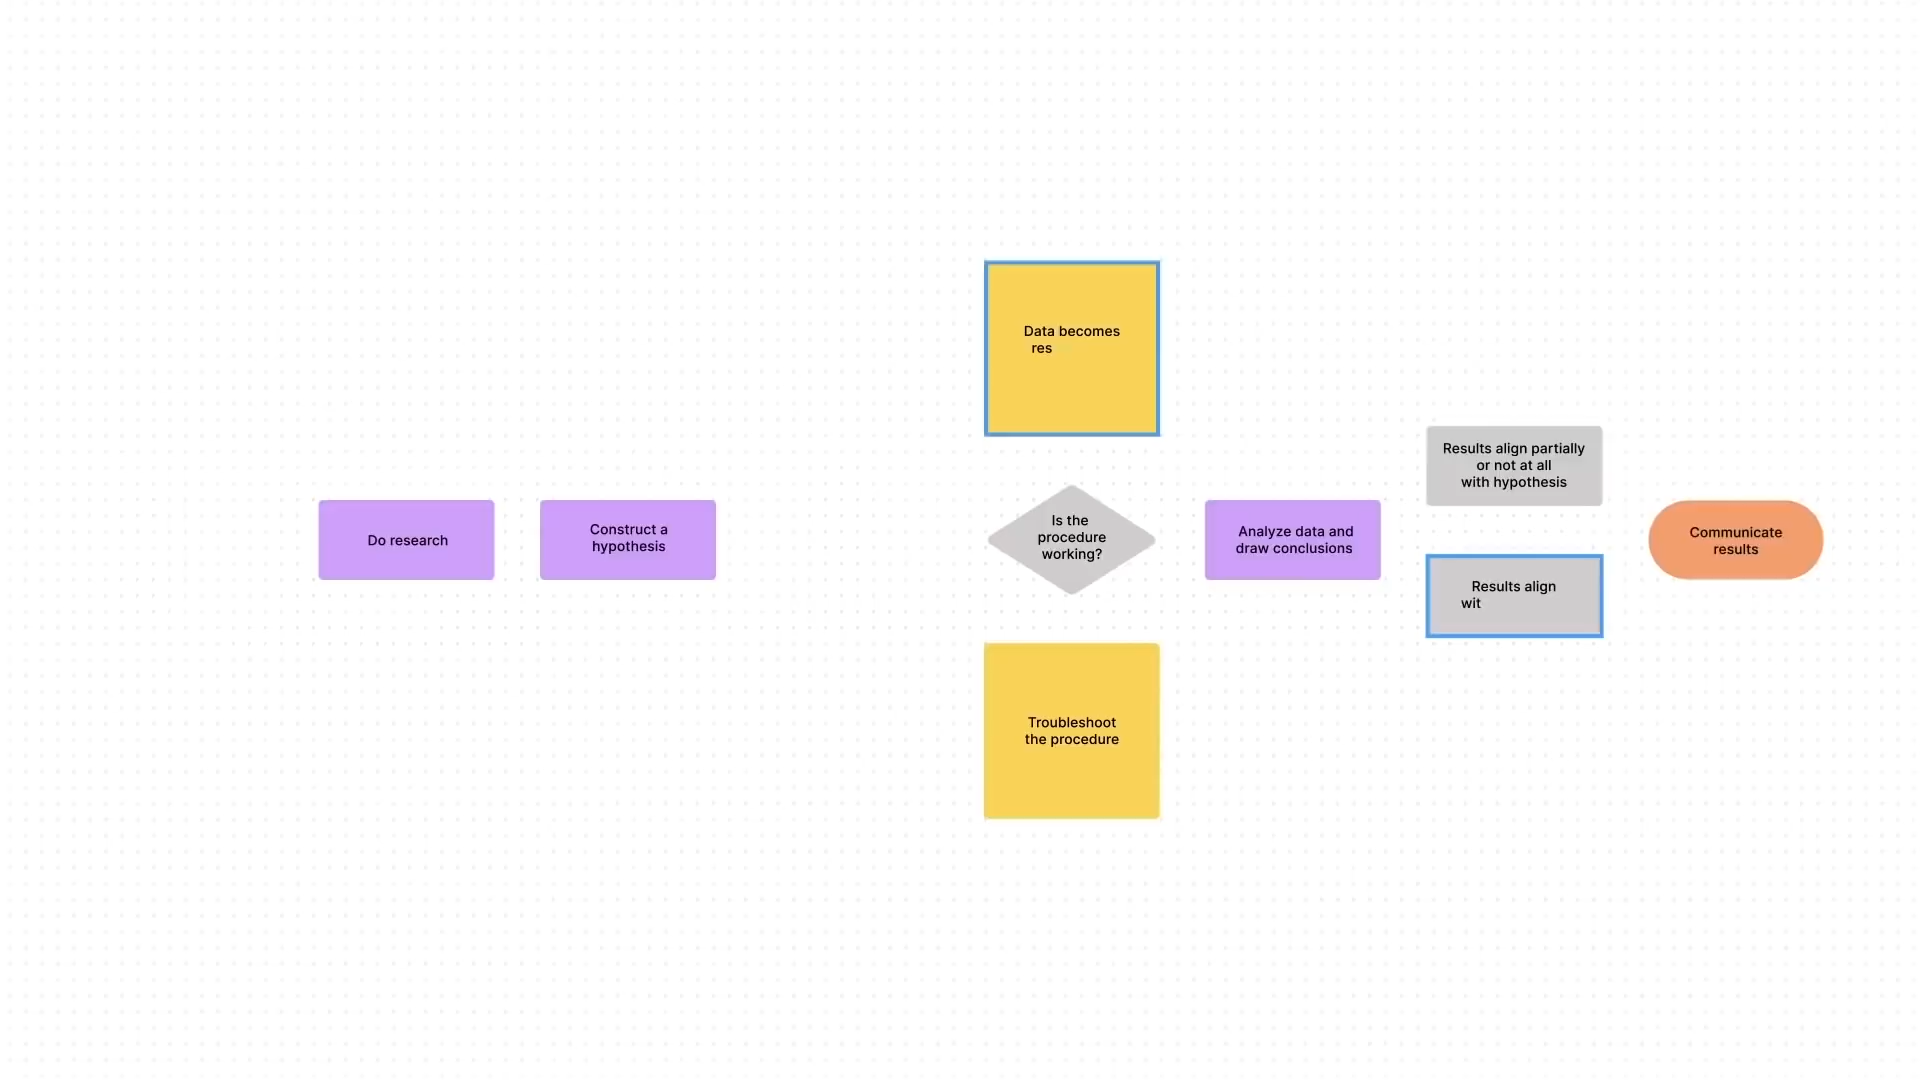 Data becomes
res
Do research
Construct a
hypothesis
Is the
procedure
working?
Analyze data and
draw conclusions
Results align partially
or not at all
with hypothesis
Results align
wit
Communicate
results
Troubleshoot
the procedure